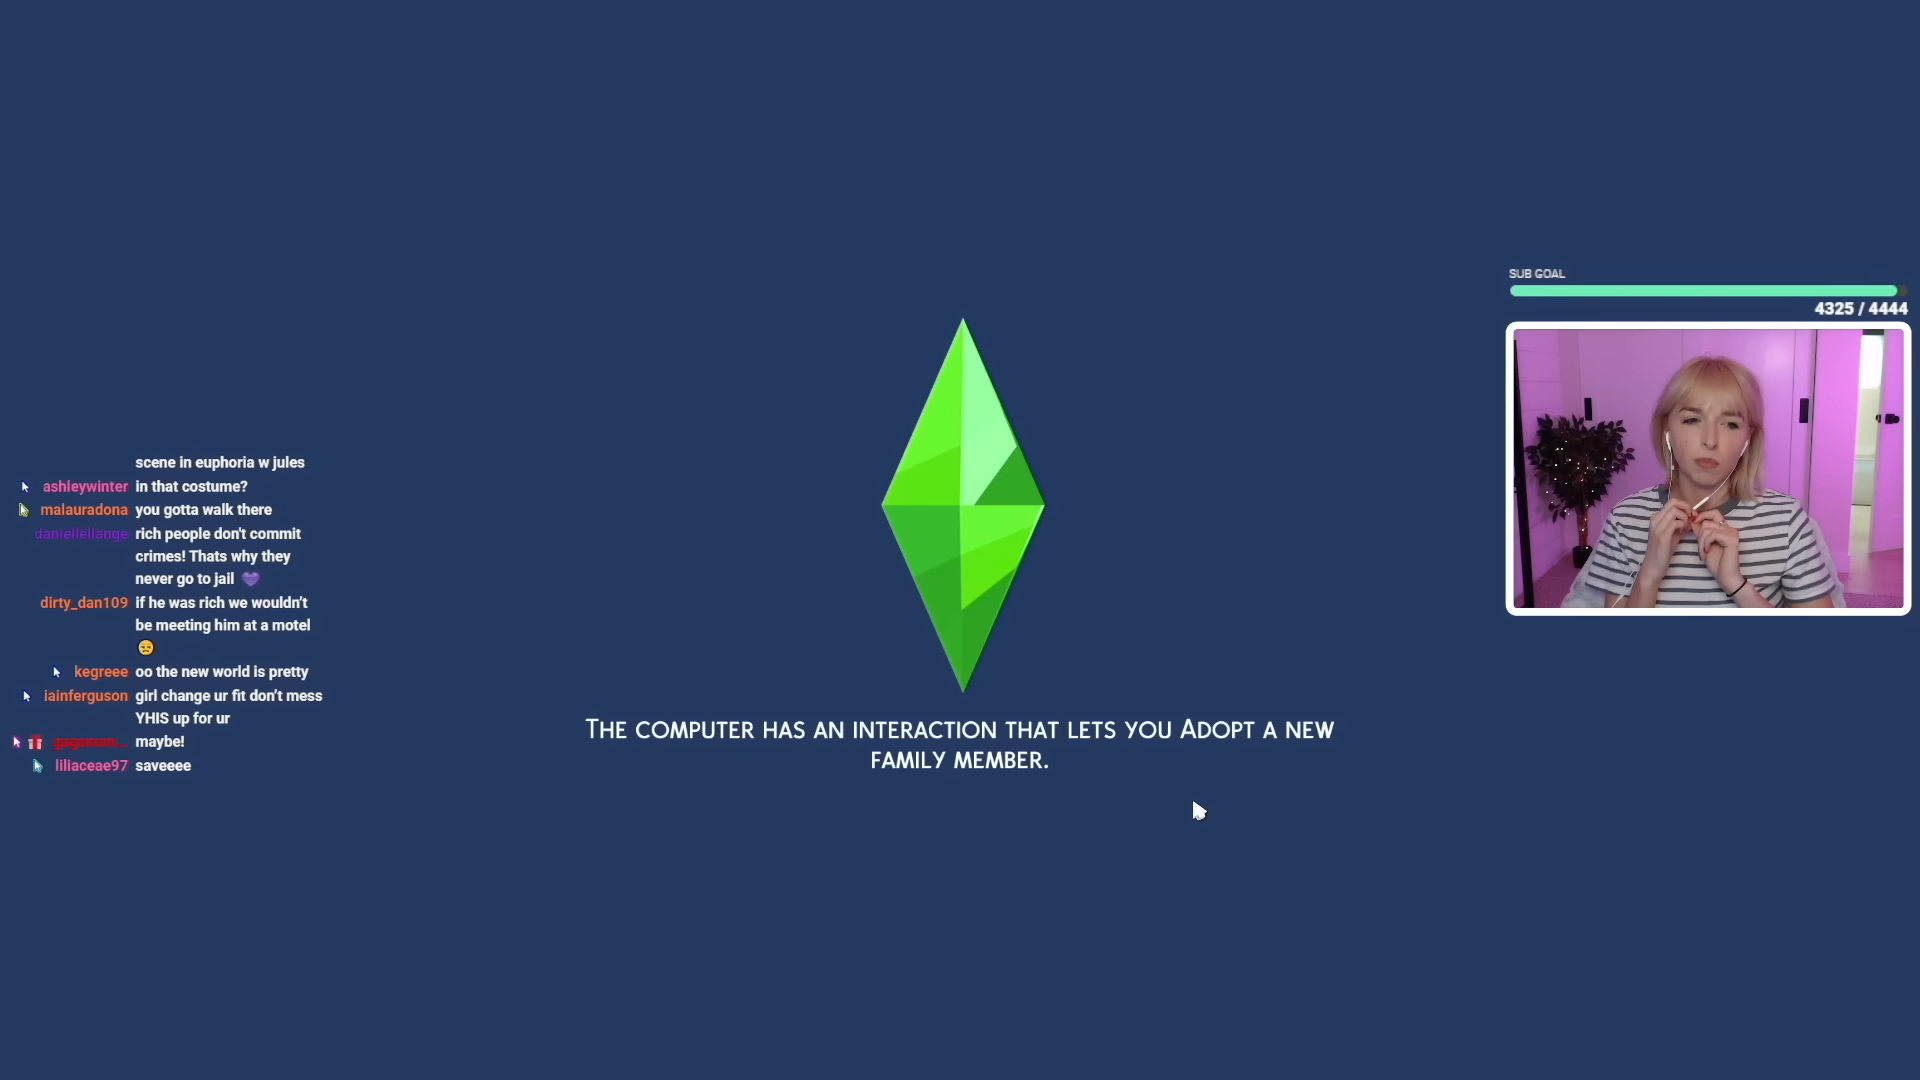 SUB GOAL
4325 / 4444
scene in euphoria w jules
ashleywinter in that costume?
malauradona you gotta walk there
daniellellange rich people don't commit
crimes! Thats why they
never go to jail
dirty_dan109 if he was rich we wouldn't
be meeting him at a motel
kegreee oo the new world is pretty
iainferguson girl change ur fit don't mess
YHIS up for ur
maybe!
liliaceae97 saveeee
The computer has an interaction that lets you Adopt a new
family member.